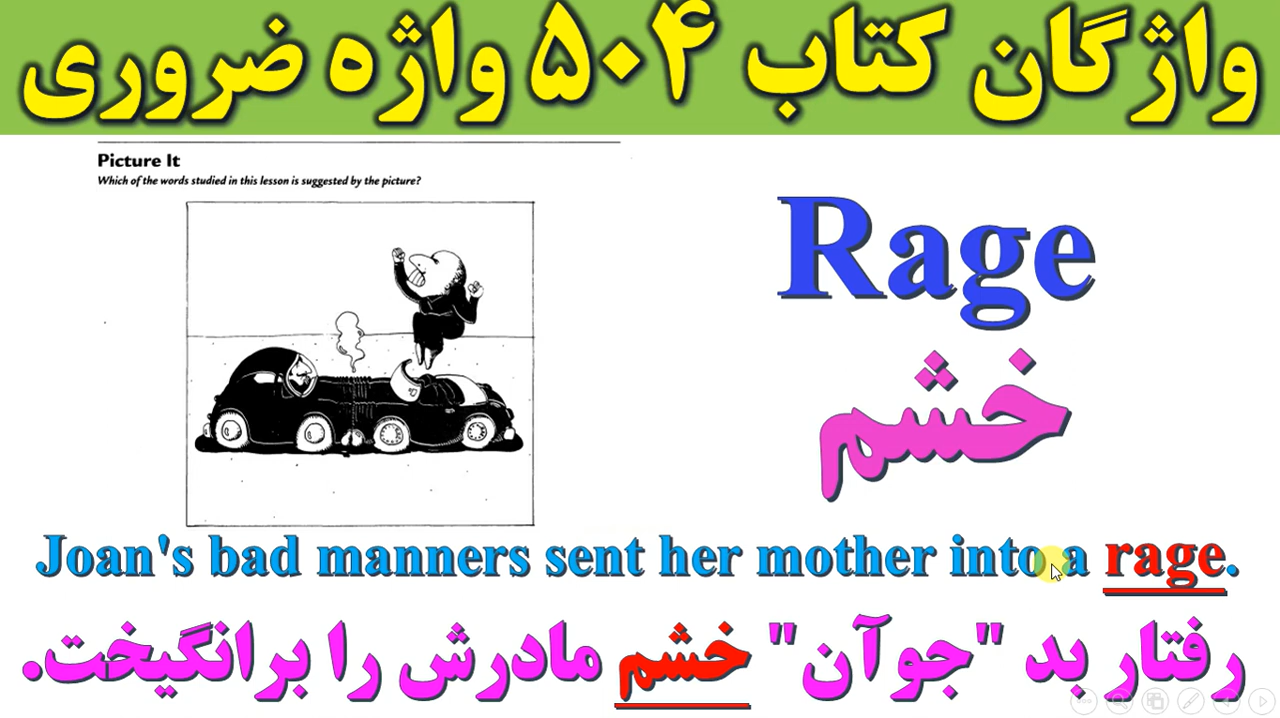 واژگان کتاب ۵۰۴ واژه ضروری
Picture It
Which of the words studied in this lesson is suggested by the picture?
Rage
خشم
Joan's bad manners sent her mother into a rage.
رفتار بد "جوآن" خشم مادرش را برانگیخت.